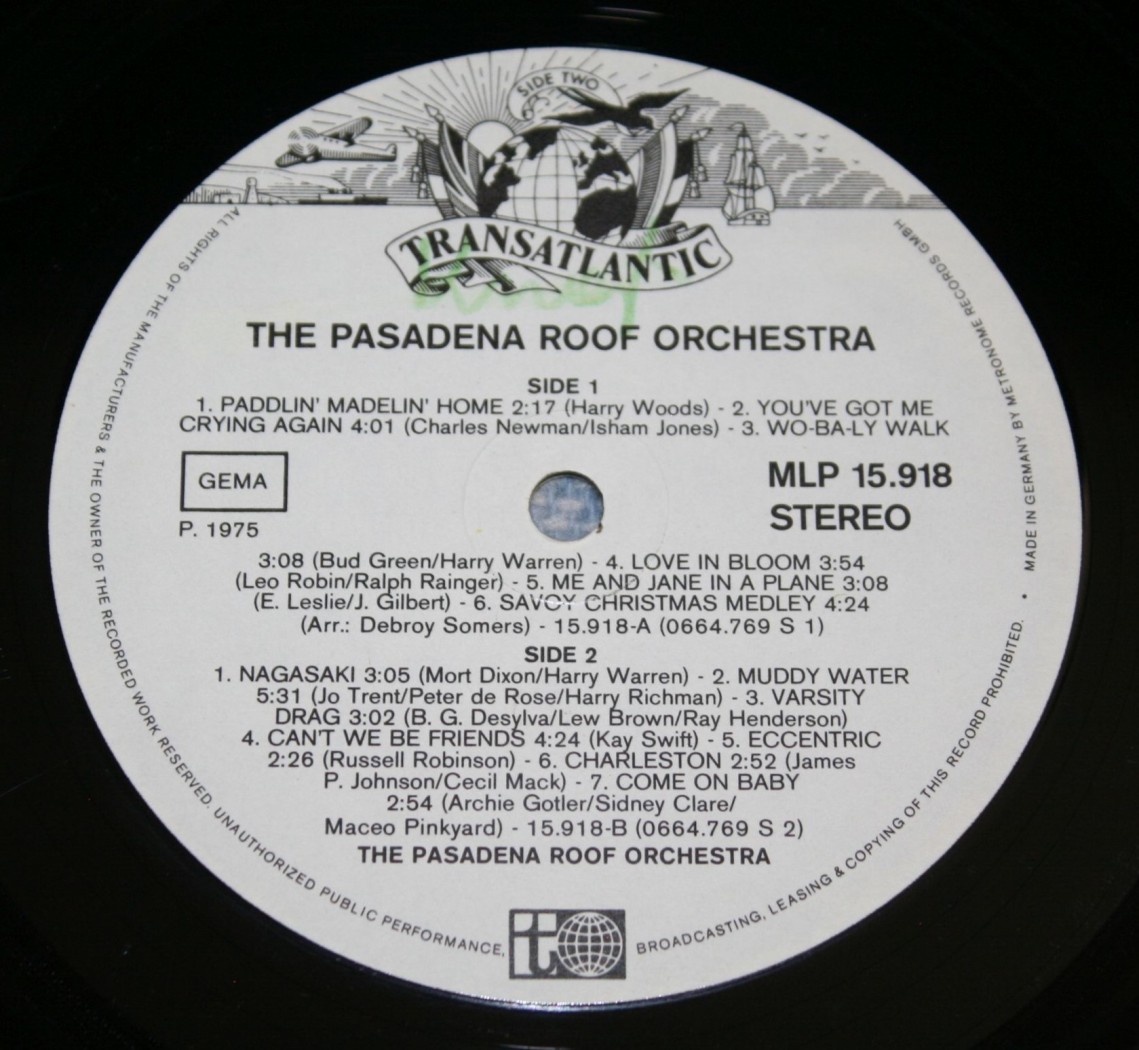 SIDE TWO
TRANSATLANTIC
THE PASADENA ROOF ORCHESTRA
SIDE 1
1. PADDLIN' MADELIN' HOME 2:17 (Harry Woods) - 2. YOU'VE GOT ME
CRYING AGAIN 4:01 (Charles Newman/Isham Jones) - 3. WO-BA-LY WALK
GEMA
P. 1975
MLP 15.918
STEREO
3:08 (Bud Green/Harry Warren) - 4. LOVE IN BLOOM 3:54
(Leo Robin/Ralph Rainger) - 5. ME AND JANE IN A PLANE 3:08
(E. Leslie/J. Gilbert) - 6. SAVOY CHRISTMAS MEDLEY 4:24
(Arr.: Debroy Somers) - 15.918-A (0664.769 S 1)
SIDE 2
1. NAGASAKI 3:05 (Mort Dixon/Harry Warren) - 2. MUDDY WATER
5:31 (Jo Trent/Peter de Rose/Harry Richman) - 3. VARSITY
DRAG 3:02 (B. G. Desylva/Lew Brown/Ray Henderson)
4. CAN'T WE BE FRIENDS 4:24 (Kay Swift) - 5. ECCENTRIC
2:26 (Russell Robinson) - 6. CHARLESTON 2:52 (James
P. Johnson/Cecil Mack) - 7. COME ON BABY
2:54 (Archie Gotler/Sidney Clare/
Maceo Pinkyard) - 15.918-B (0664.769 S 2)
THE PASADENA ROOF ORCHESTRA
ALL RIGHTS OF THE MANUFACTURERS & THE OWNER OF THE RECORDED WORK RESERVED. UNAUTHORIZED PUBLIC PERFORMANCE, BROADCASTING, LEASING & COPYING OF THIS RECORD PROHIBITED. • MADE IN GERMANY BY METRONOME RECORDS GMBH
t